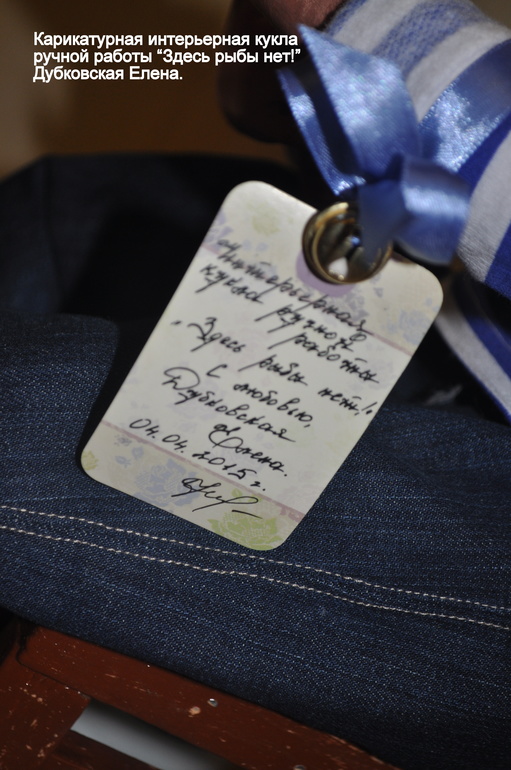 Карикатурная интерьерная кукла
ручной работы “Здесь рыбы нет!”
Дубковская Елена.
Интерьерная
кукла ручной
работы
"Здесь рыбы нет!"
С любовью,
Дубковская
Елена.
04.04.2015г.